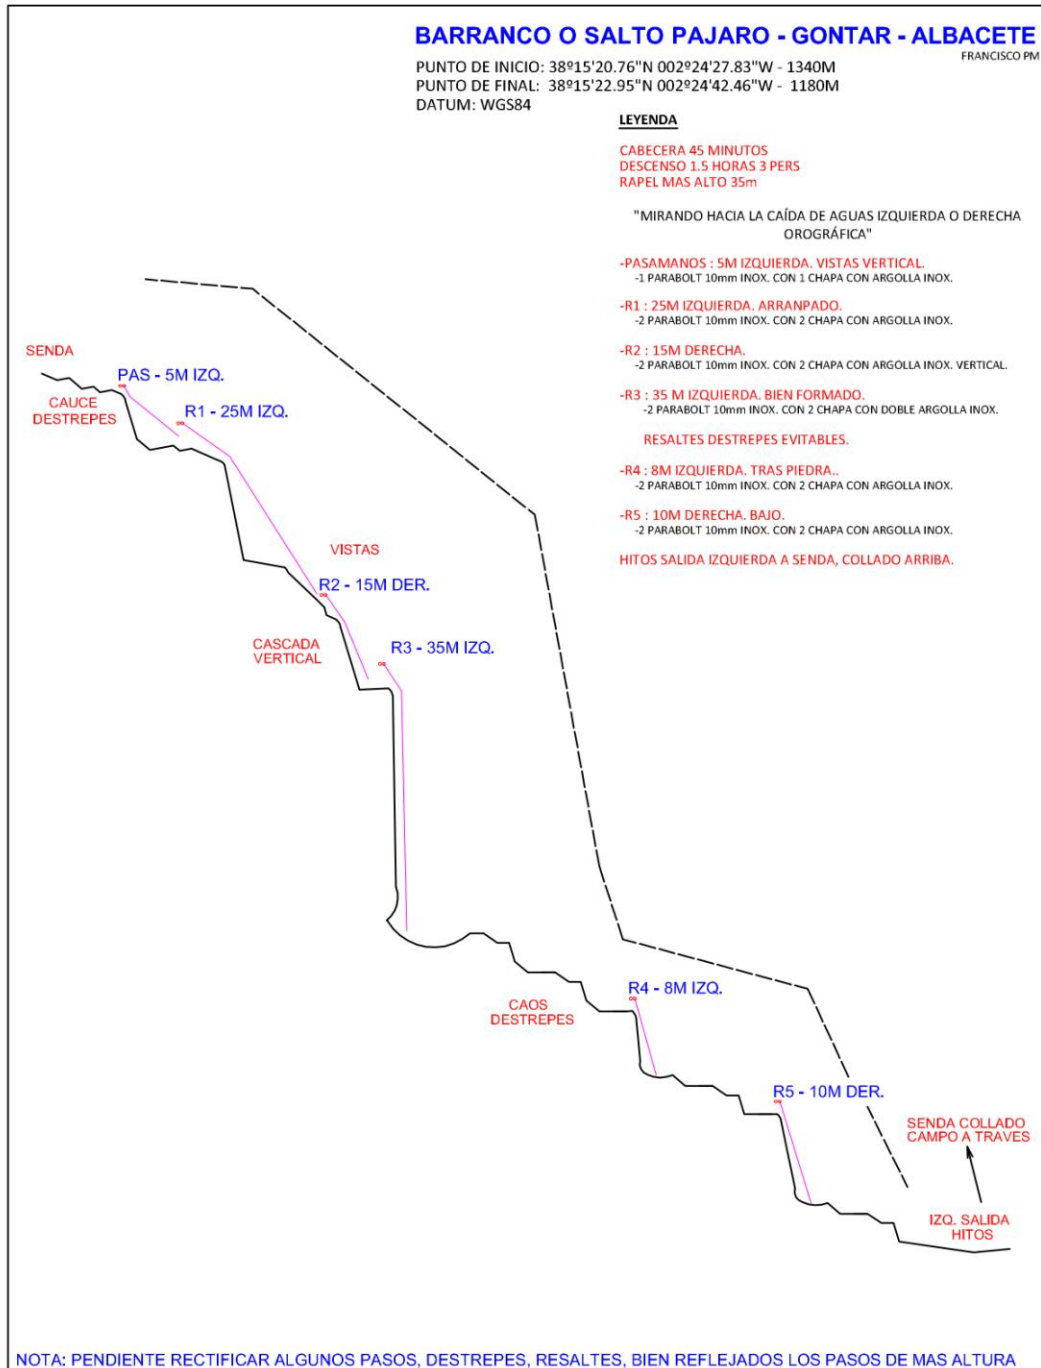 BARRANCO O SALTO PAJARO - GONTAR - ALBACETE
FRANCISCO PM
PUNTO DE INICIO: 38º15'20.76"N 002º24'27.83"W - 1340M
PUNTO DE FINAL: 38º15'22.95"N 002º24'42.46"W - 1180M
DATUM: WGS84
LEYENDA
CABECERA 45 MINUTOS
DESCENSO 1.5 HORAS 3 PERS
RAPEL MAS ALTO 35m
"MIRANDO HACIA LA CAÍDA DE AGUAS IZQUIERDA O DERECHA
OROGRÁFICA"
-PASAMANOS : 5M IZQUIERDA. VISTAS VERTICAL.
-1 PARABOLT 10mm INOX. CON 1 CHAPA CON ARGOLLA INOX.
-R1 : 25M IZQUIERDA. ARRANPADO.
-2 PARABOLT 10mm INOX. CON 2 CHAPA CON ARGOLLA INOX.
-R2 : 15M DERECHA.
-2 PARABOLT 10mm INOX. CON 2 CHAPA CON ARGOLLA INOX. VERTICAL.
-R3 : 35 M IZQUIERDA. BIEN FORMADO.
-2 PARABOLT 10mm INOX. CON 2 CHAPA CON DOBLE ARGOLLA INOX.
RESALTES DESTREPES EVITABLES.
-R4 : 8M IZQUIERDA. TRAS PIEDRA..
-2 PARABOLT 10mm INOX. CON 2 CHAPA CON ARGOLLA INOX.
-R5 : 10M DERECHA. BAJO.
-2 PARABOLT 10mm INOX. CON 2 CHAPA CON ARGOLLA INOX.
HITOS SALIDA IZQUIERDA A SENDA, COLLADO ARRIBA.
SENDA
PAS - 5M IZQ.
CAUCE
DESTREPES
R1 - 25M IZQ.
VISTAS
R2 - 15M DER.
CASCADA
VERTICAL
R3 - 35M IZQ.
R4 - 8M IZQ.
CAOS
DESTREPES
R5 - 10M DER.
SENDA COLLADO
CAMPO A TRAVES
IZQ. SALIDA
HITOS
NOTA: PENDIENTE RECTIFICAR ALGUNOS PASOS, DESTREPES, RESALTES, BIEN REFLEJADOS LOS PASOS DE MAS ALTURA